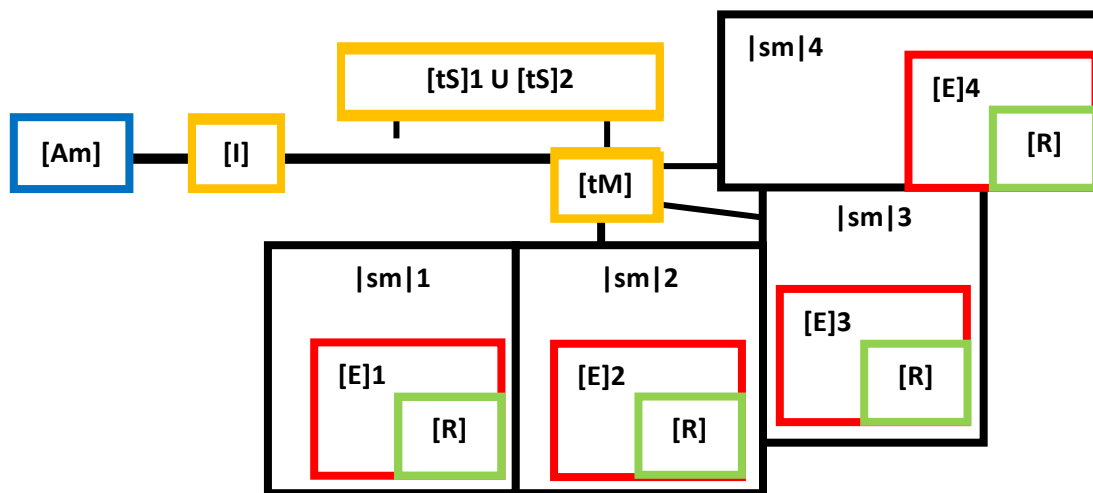 |sm|4
[tS]1 U [tS]2
[E]4
[Am]
[I]
[R]
[tM]
|sm|3
|sm|1
|sm|2
[E]3
[E]1
[E]2
[R]
[R]
[R]